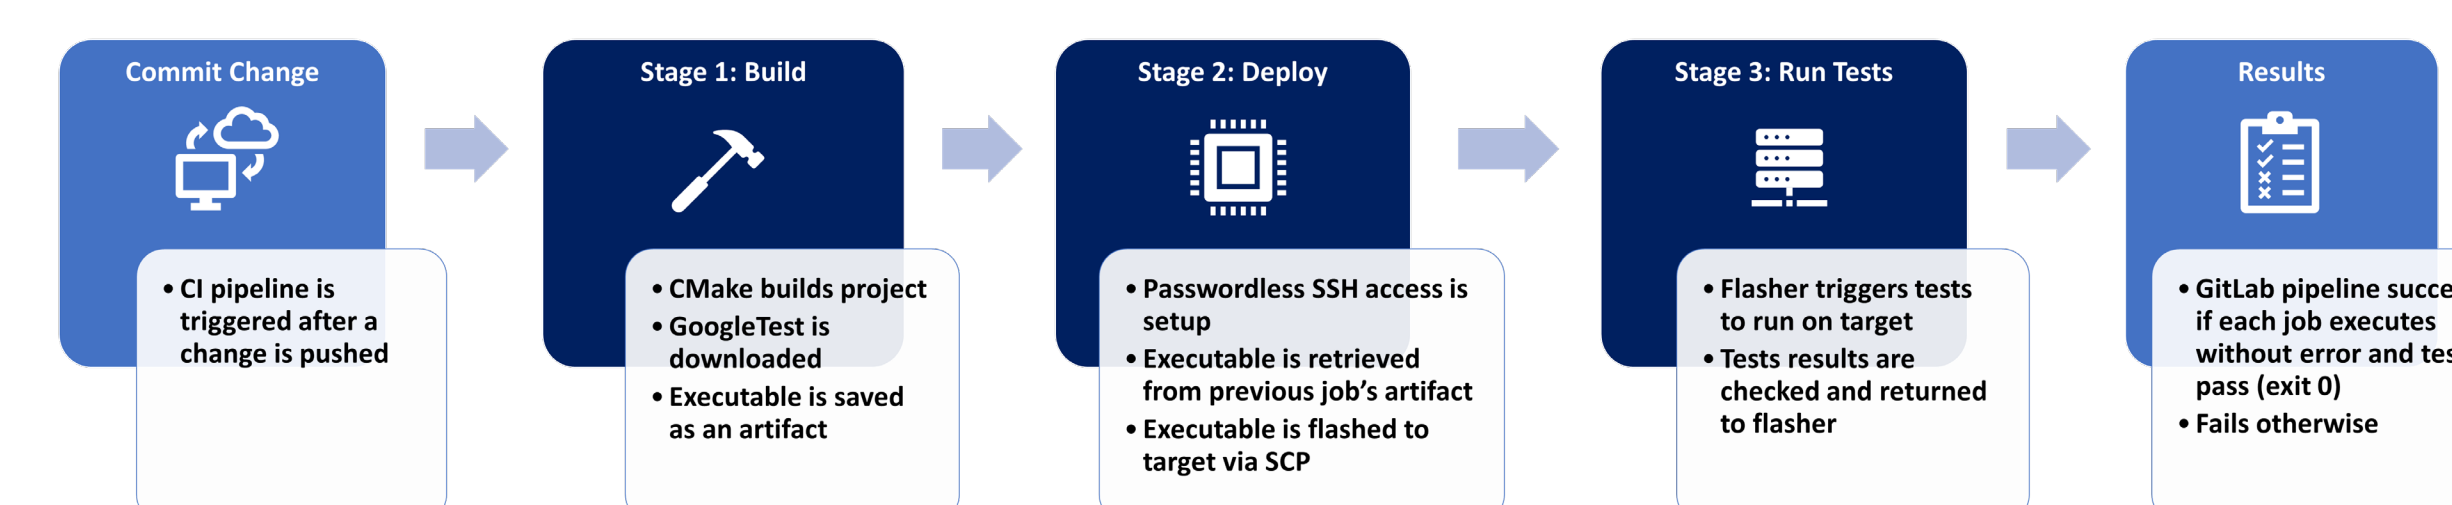 Commit Change
• CI pipeline is
triggered after a
change is pushed
Stage 1: Build
• CMake builds project
• GoogleTest is
downloaded
• Executable is saved
as an artifact
Stage 2: Deploy
• Passwordless SSH access is
setup
• Executable is retrieved
from previous job’s artifact
• Executable is flashed to
target via SCP
Stage 3: Run Tests
• Flasher triggers tests
to run on target
• Tests results are
checked and returned
to flasher
Results
• GitLab pipeline
if each job executes
without error and
pass (exit 0)
• Fails otherwise